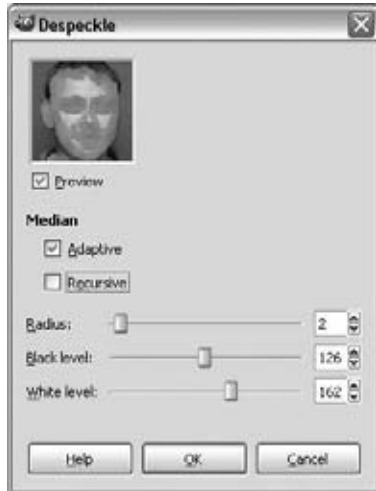 Despeckle
Preview
Median
Adaptive
Recursive
Radius: 2
Black level: 126
White level: 162
Help OK Cancel